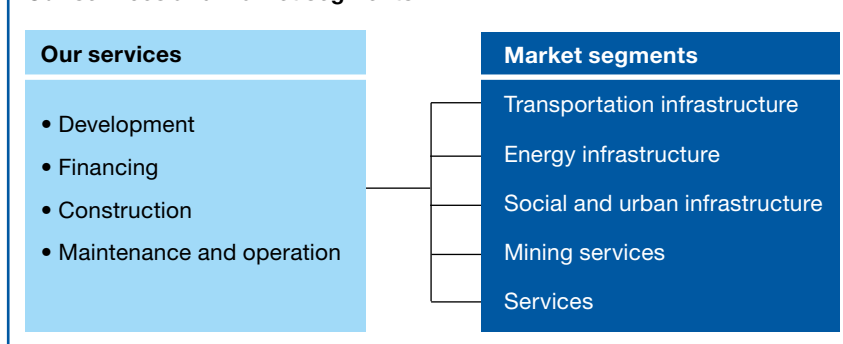 Our services
• Development
• Financing
• Construction
• Maintenance and operation
Market segments
Transportation infrastructure
Energy infrastructure
Social and urban infrastructure
Mining services
Services